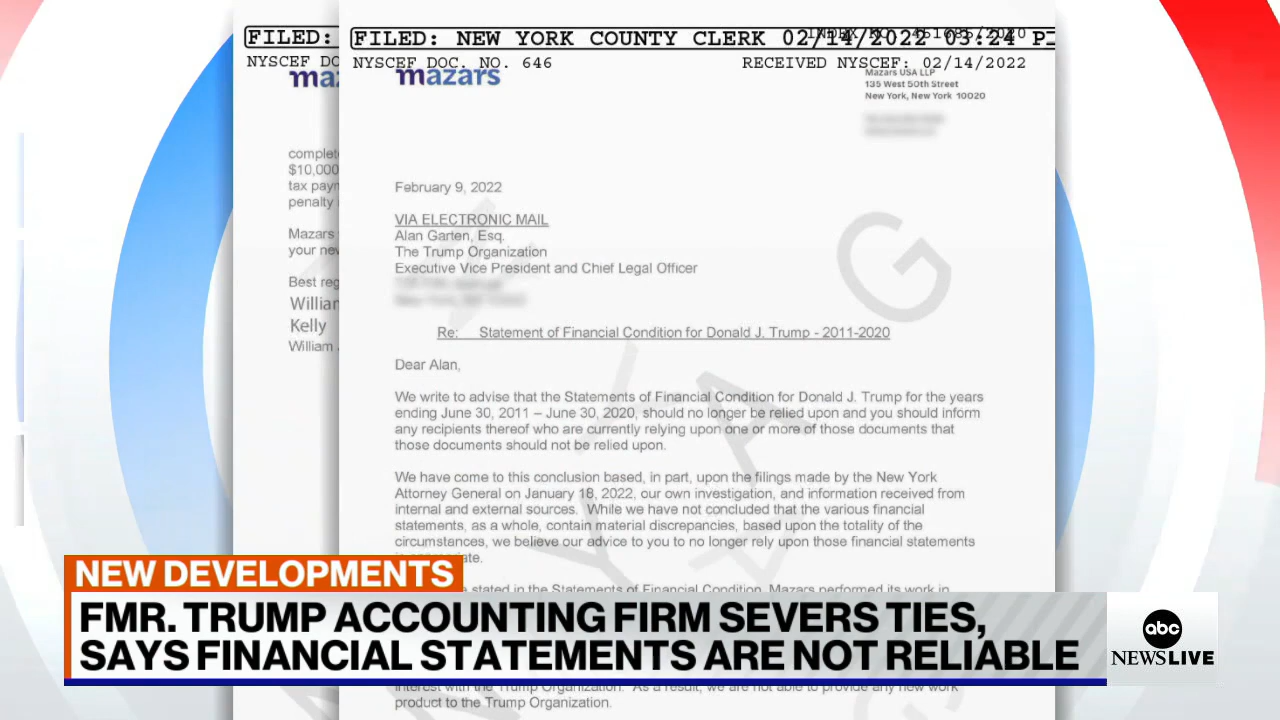 FILED:
NYSCEF DO
maz
complete
$10,000
tax paym
penalty
Mazars
your new
Best reg
William
Kelly
William
FILED: NEW YORK COUNTY CLERK 02/14/2022 03:24 P
INDEX NO. 451685/2020
NYSCEF DOC. NO. 646
RECEIVED NYSCEF: 02/14/2022
mazars
Mazars USA LLP
135 West 50th Street
New York, New York 10020
February 9, 2022
VIA ELECTRONIC MAIL
Alan Garten, Esq.
The Trump Organization
Executive Vice President and Chief Legal Officer
Re: Statement of Financial Condition for Donald J. Trump - 2011-2020
Dear Alan,
We write to advise that the Statements of Financial Condition for Donald J. Trump for the years
ending June 30, 2011 – June 30, 2020, should no longer be relied upon and you should inform
any recipients thereof who are currently relying upon one or more of those documents that
those documents should not be relied upon.
We have come to this conclusion based, in part, upon the filings made by the New York
Attorney General on January 18, 2022, our own investigation, and information received from
internal and external sources. While we have not concluded that the various financial
statements, as a whole, contain material discrepancies, based upon the totality of the
circumstances, we believe our advice to you to no longer rely upon those financial statements
stated in the Statements of Financial Condition, Mazars performed its work in
interest with the Trump Organization. As a result, we are not able to provide any new work
product to the Trump Organization.
NYAG
NEW DEVELOPMENTS
FMR. TRUMP ACCOUNTING FIRM SEVERS TIES,
SAYS FINANCIAL STATEMENTS ARE NOT RELIABLE
abc
NEWS LIVE